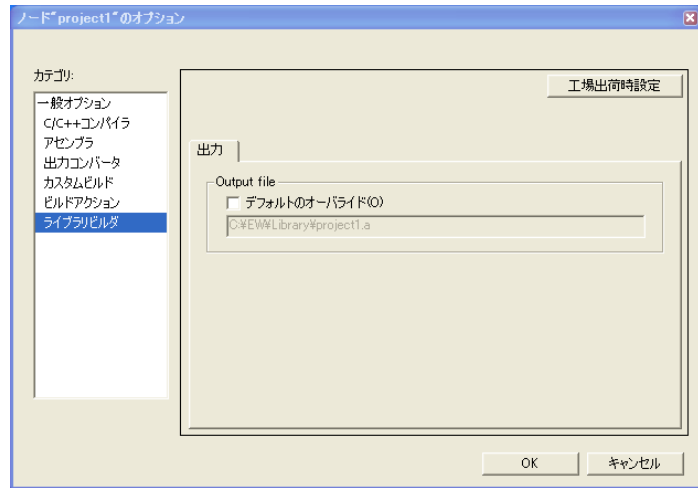 ノード"project1"のオプション
カテゴリ:
一般オプション
C/C++コンパイラ
アセンブラ
出力コンバータ
カスタムビルド
ビルドアクション
ライブラリビルダ
工場出荷時設定
出力
Output file
デフォルトのオーバライド(O)
C:¥EW¥Library¥project1.a
OK
キャンセル